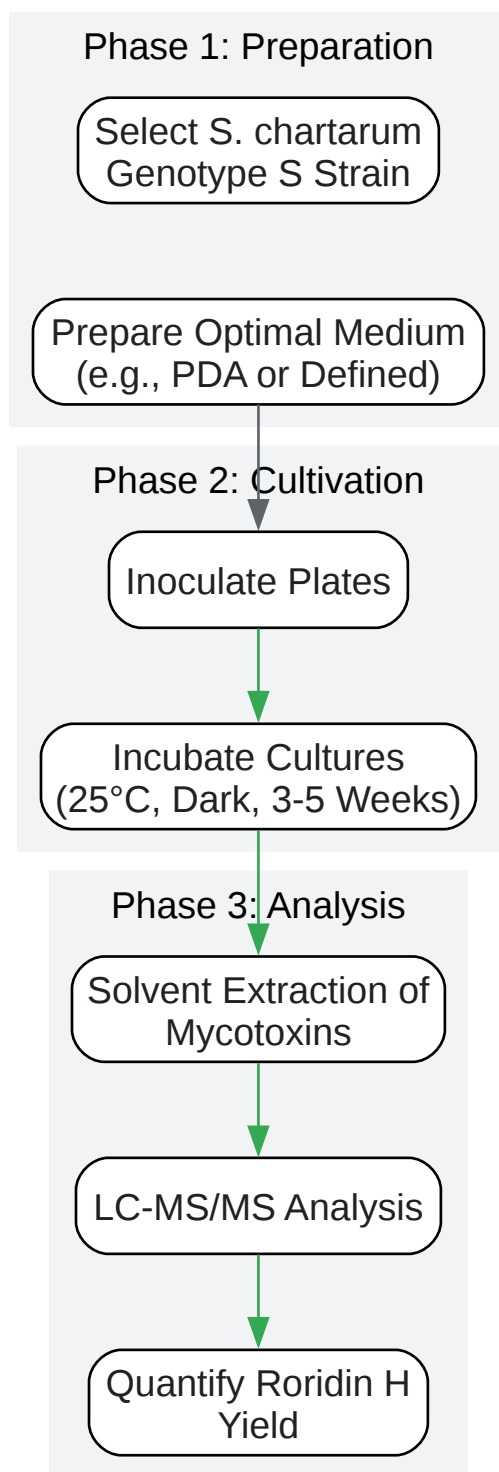 Phase 1: Preparation
Select S. chartarum
Genotype S Strain
Prepare Optimal Medium
(e.g., PDA or Defined)
Phase 2: Cultivation
Inoculate Plates
Incubate Cultures
(25°C, Dark, 3-5 Weeks)
Phase 3: Analysis
Solvent Extraction of
Mycotoxins
LC-MS/MS Analysis
Quantify Roridin H
Yield